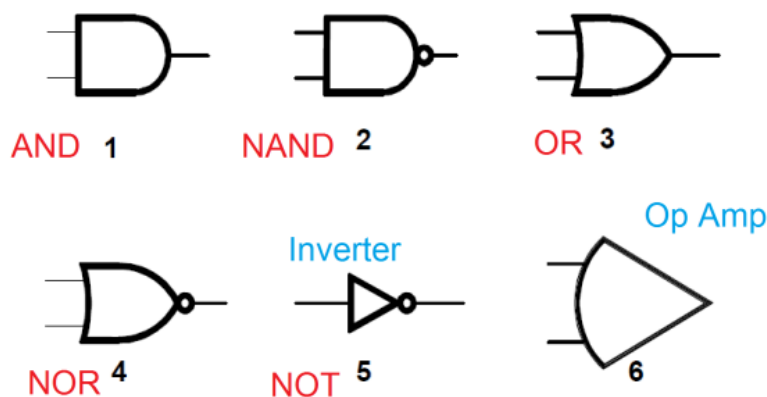 AND 1
NAND 2
OR 3
Op Amp
Inverter
NOR 4
NOT 5
6